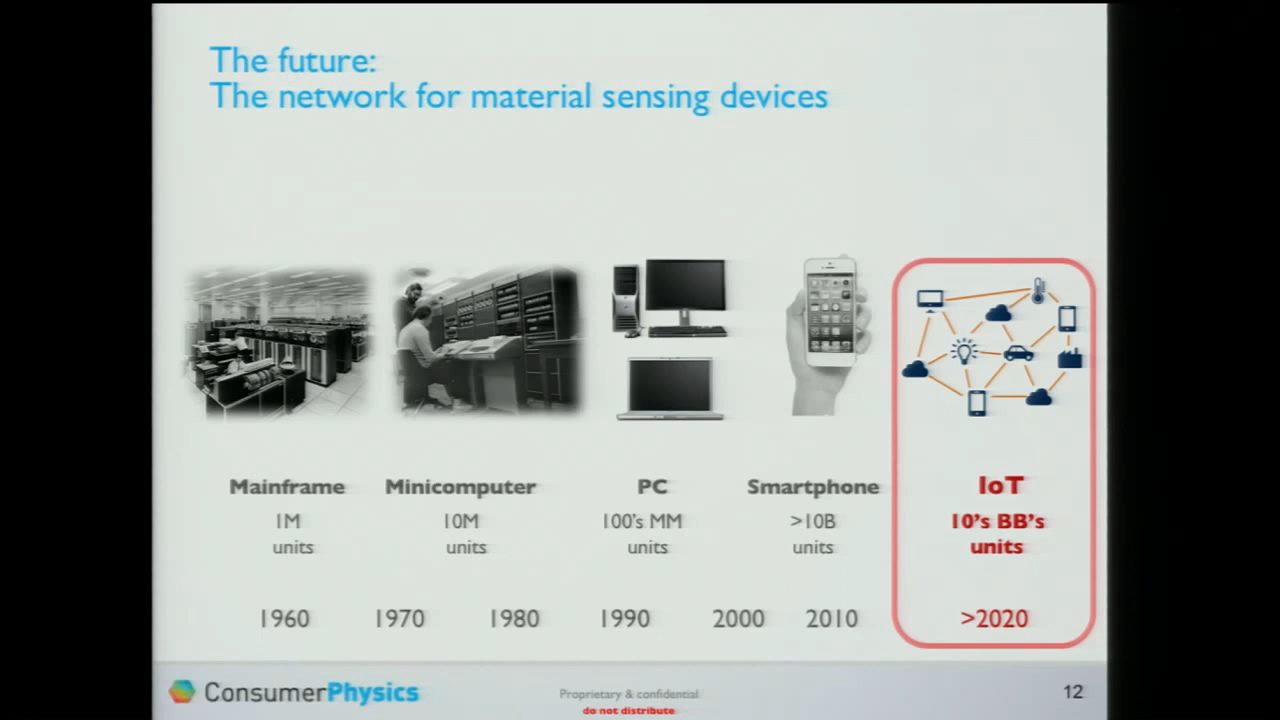 The future:
The network for material sensing devices
Mainframe
1M
units
Minicomputer
10M
units
PC
100's MM
units
Smartphone
>10B
units
IoT
10's BB's
units
1960 1970 1980 1990 2000 2010 >2020
ConsumerPhysics
Proprietary & confidential
do not distribute
12